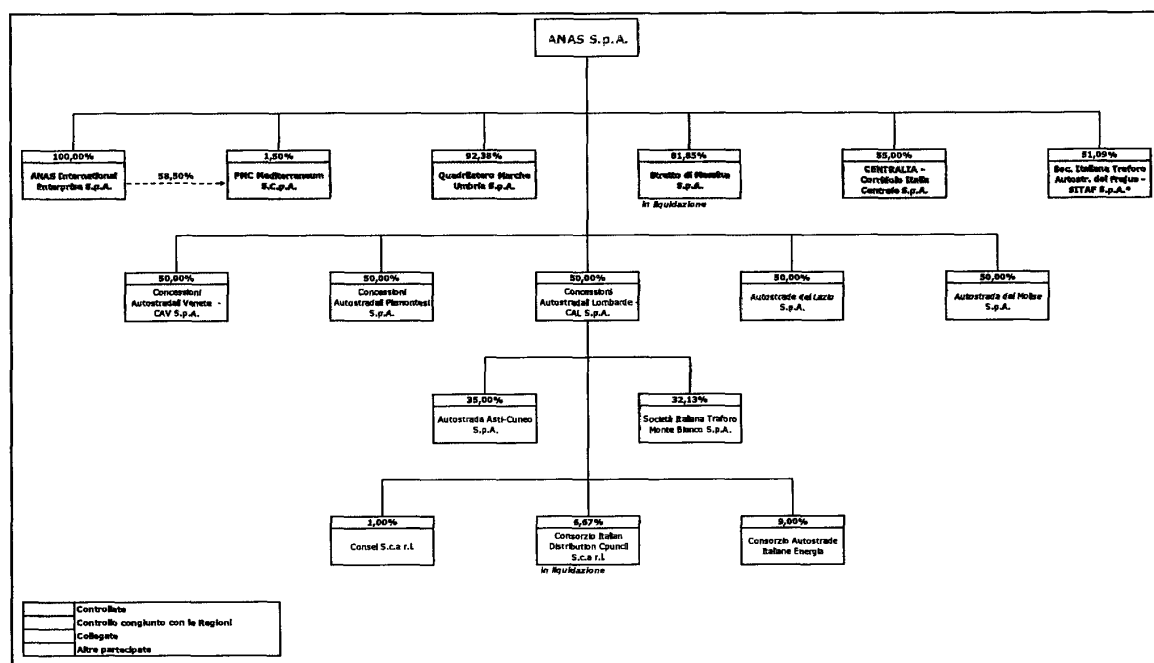 ANAS S.p.A.
100,00%
ANAS International
Enterprise S.p.A.
58,50%
1,50%
PMC Mediterraneum
S.C.p.A.
92,38%
Quadrilatero Marche
Umbria S.p.A.
81,85%
Stretto di Messina
S.p.A.
in liquidazione
55,00%
CENTRALIA -
Corridoio Italia
Centrale S.p.A.
51,09%
Soc. Italiana Traforo
Autostr. del Frejus -
SITAF S.p.A.*
50,00%
Concessioni
Autostradali Venete -
CAV S.p.A.
50,00%
Concessioni
Autostradali Piemontesi
S.p.A.
50,00%
Concessioni
Autostradali Lombarde -
CAL S.p.A.
50,00%
Autostrade del Lazio
S.p.A.
50,00%
Autostrada del Molise
S.p.A.
35,00%
Autostrada Asti-Cuneo
S.p.A.
32,13%
Società Italiana Traforo
Monte Bianco S.p.A.
1,00%
Consel S.c.a r.l.
6,67%
Consorzio Italian
Distribution Cpuncil
S.c.a r.l.
in liquidazione
9,00%
Consorzio Autostrade
Italiane Energia
Controllate
Controllo congiunto con le Regioni
Collegate
Altre partecipate